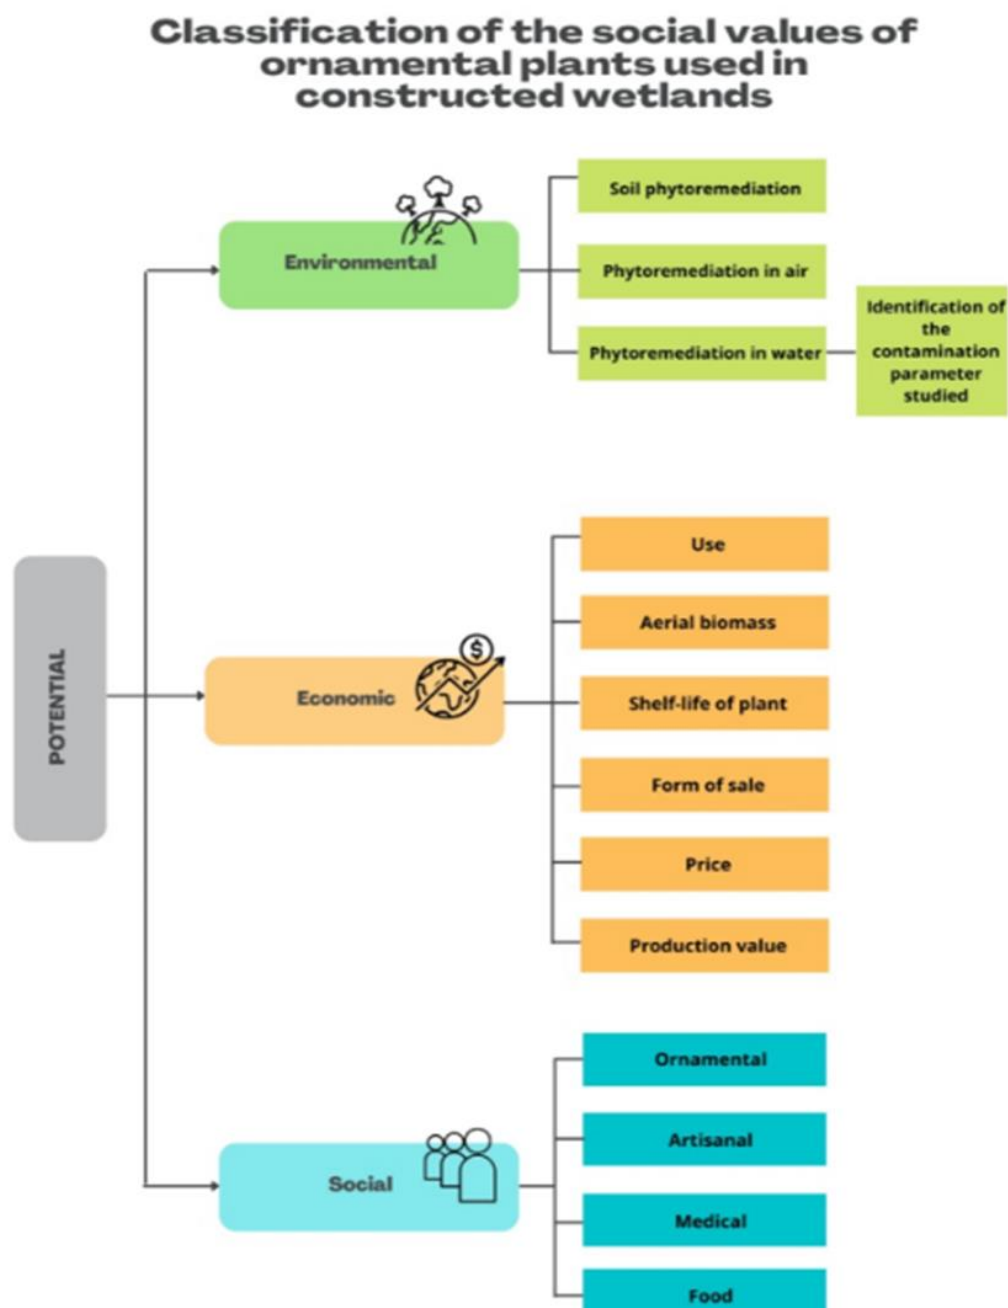 Classification of the social values of
ornamental plants used in
constructed wetlands
POTENTIAL
Environmental
Soil phytoremediation
Phytoremediation in air
Phytoremediation in water
Identification of
the
contamination
parameter
studied
Economic
$
Use
Aerial biomass
Shelf-life of plant
Form of sale
Price
Production value
Social
Ornamental
Artisanal
Medical
Food